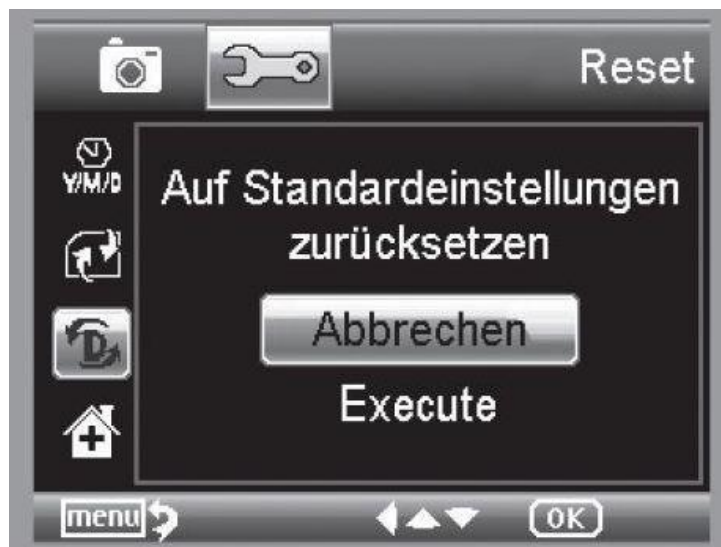 Reset
Y/M/D
Auf Standardeinstellungen
zurücksetzen
D
Abbrechen
Execute
menu
OK